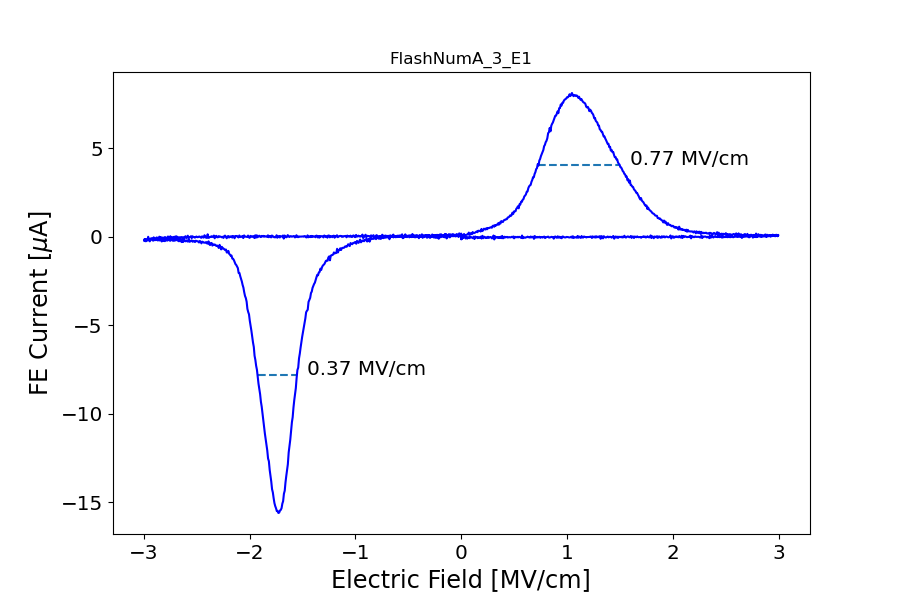 FlashNumA_3_E1
FE Current [μA]
5
0
−5
−10
−15
0.77 MV/cm
0.37 MV/cm
−3 −2 −1 0 1 2 3
Electric Field [MV/cm]